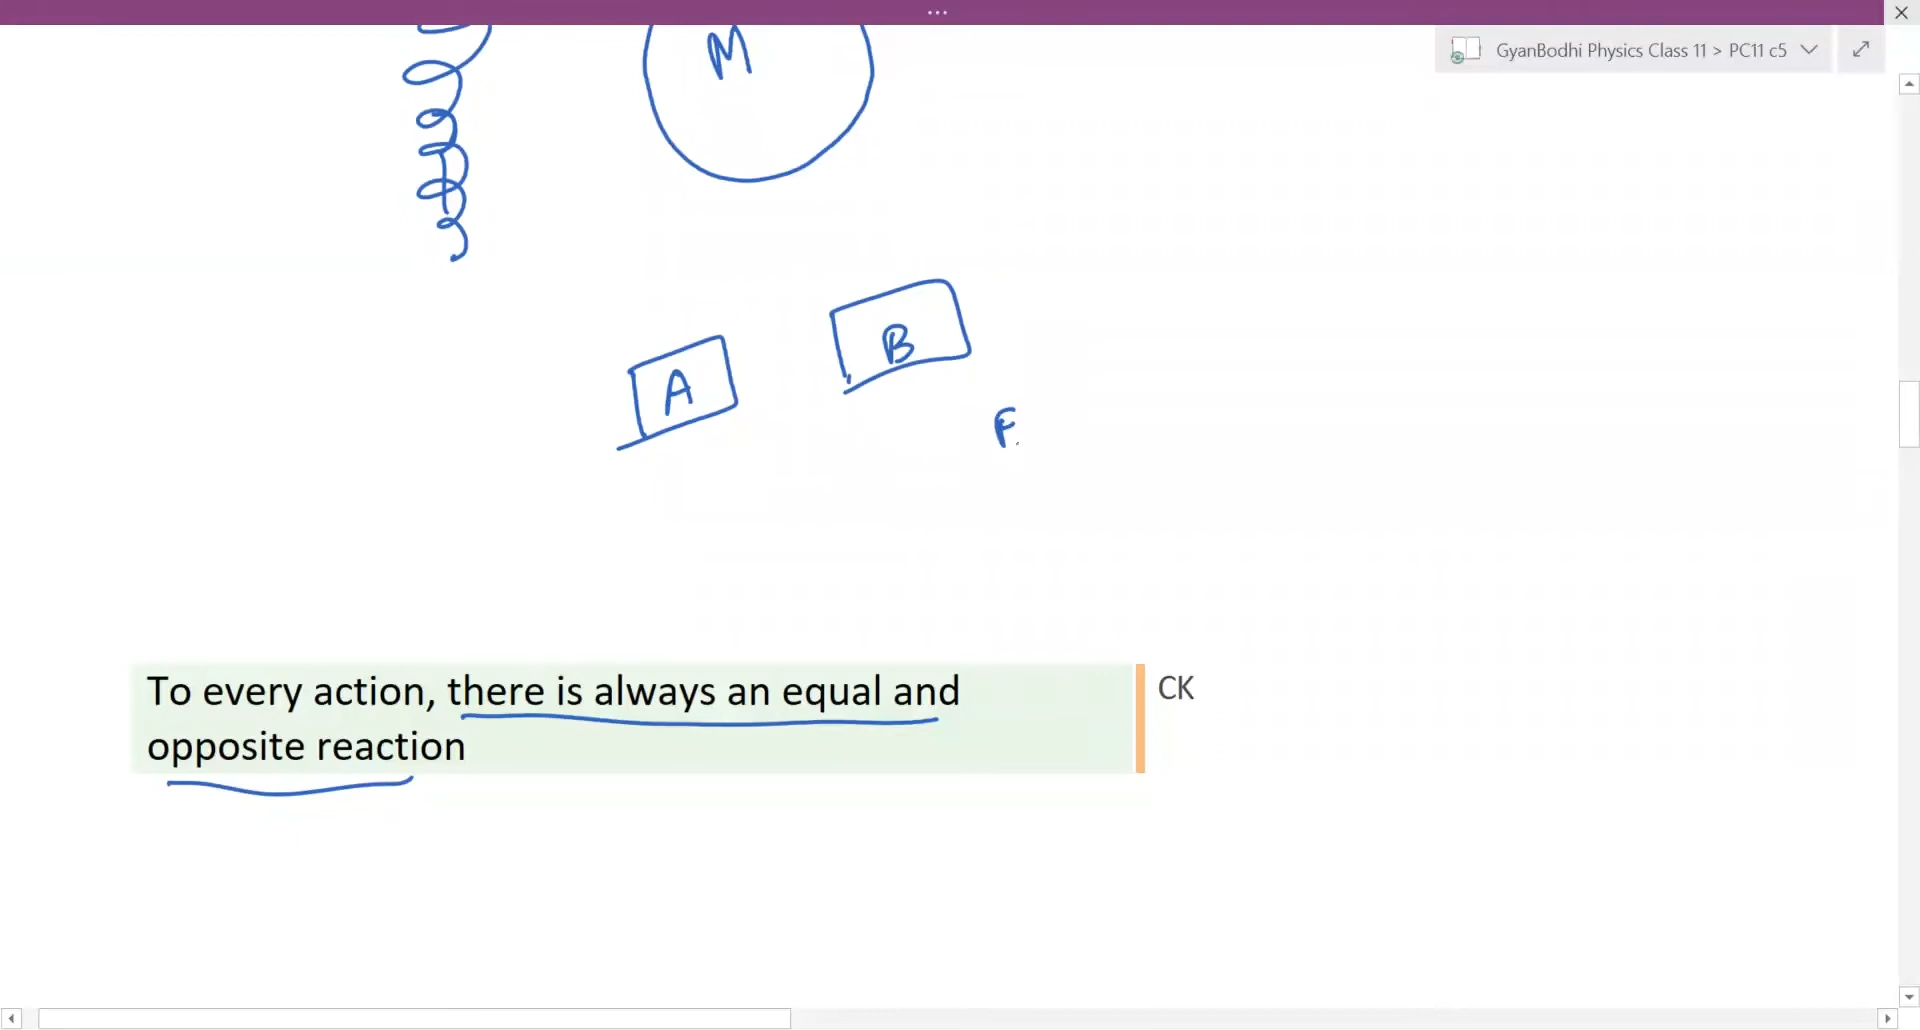 GyanBodhi Physics Class 11 > PC11 c5
M
B
A
F
To every action, there is always an equal and
opposite reaction
CK